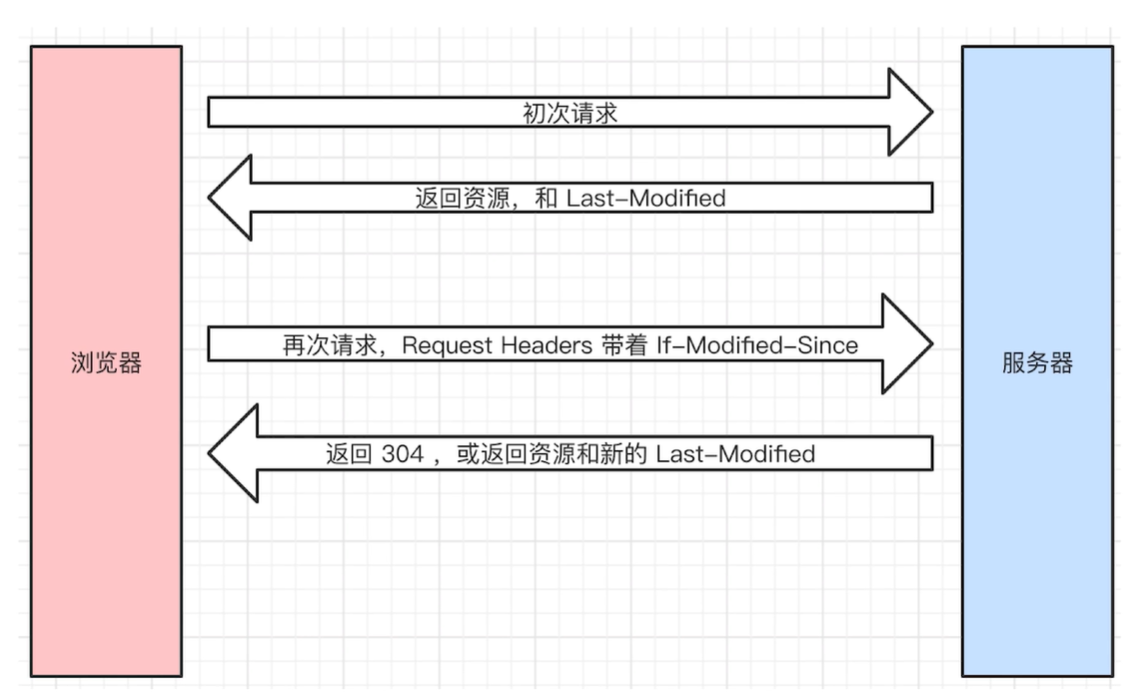 初次请求
返回资源，和 Last-Modified
再次请求，Request Headers 带着 If-Modified-Since
浏览器
服务器
返回 304 ，或返回资源和新的 Last-Modified